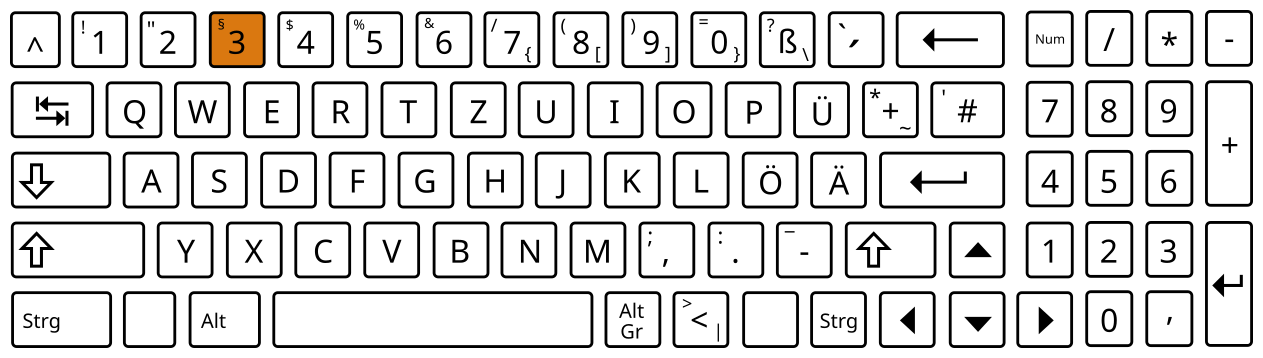 ^ ! 1 " 2 § 3 $ 4 % 5 & 6 / 7 { ( 8 [ ) 9 ] = 0 } ? ß \ ` ´ Num / * -
Q W E R T Z U I O P Ü * + ~ ' # 7 8 9 +
A S D F G H J K L Ö Ä 4 5 6
Y X C V B N M ; , : . _ - 1 2 3
Strg Alt Alt Gr > < | Strg 0 ,